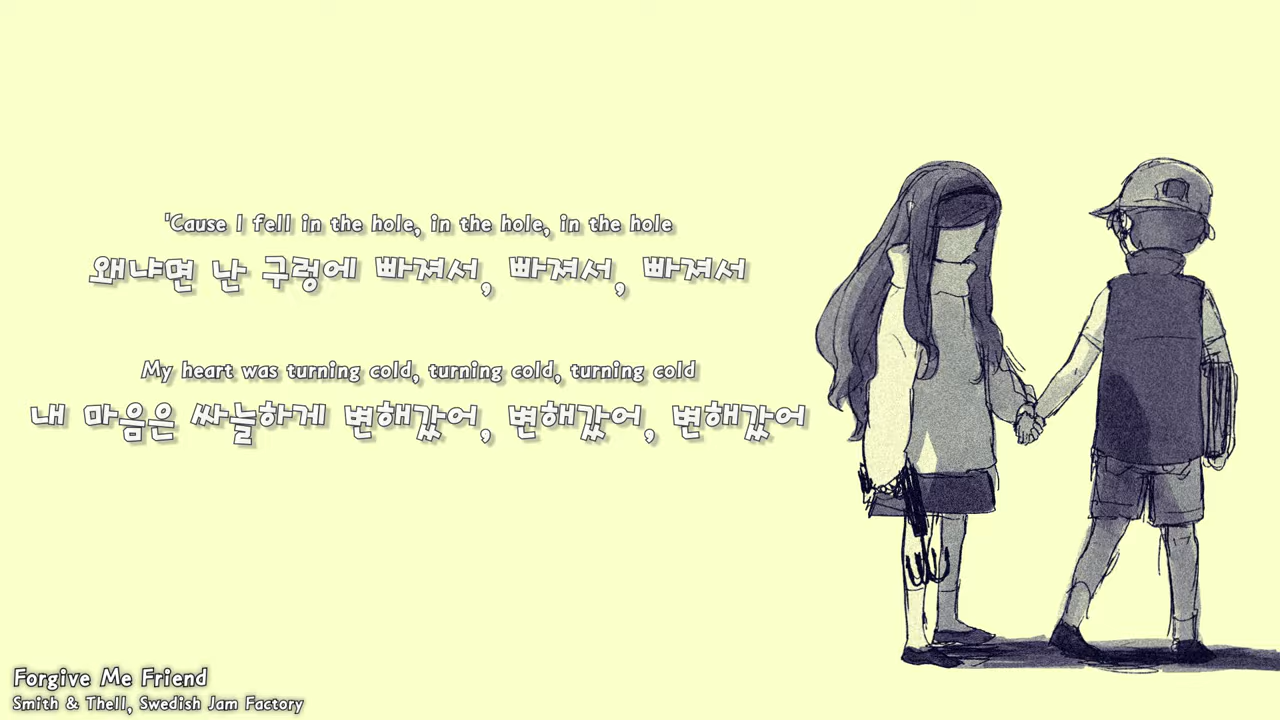 'Cause I fell in the hole, in the hole, in the hole
왜냐면 난 구렁에 빠져서, 빠져서, 빠져서
My heart was turning cold, turning cold, turning cold
내 마음은 싸늘하게 변해갔어, 변해갔어, 변해갔어
Forgive Me Friend
Smith & Thell, Swedish Jam Factory